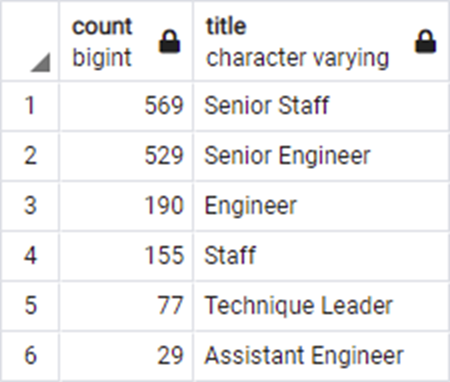 count title
bigint character varying
1 569 Senior Staff
2 529 Senior Engineer
3 190 Engineer
4 155 Staff
5 77 Technique Leader
6 29 Assistant Engineer